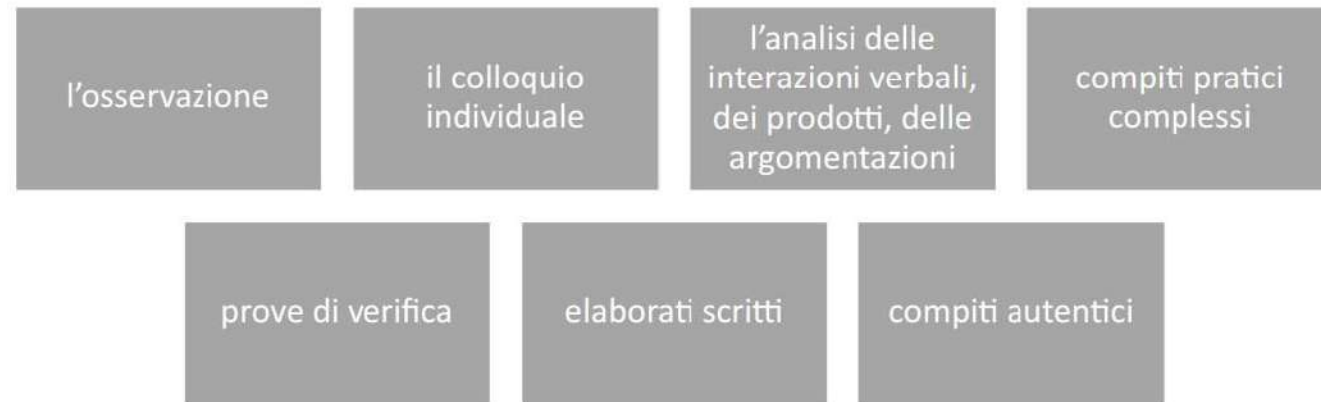 l’osservazione
il colloquio
individuale
l’analisi delle
interazioni verbali,
dei prodotti, delle
argomentazioni
compiti pratici
complessi
prove di verifica
elaborati scritti
compiti autentici